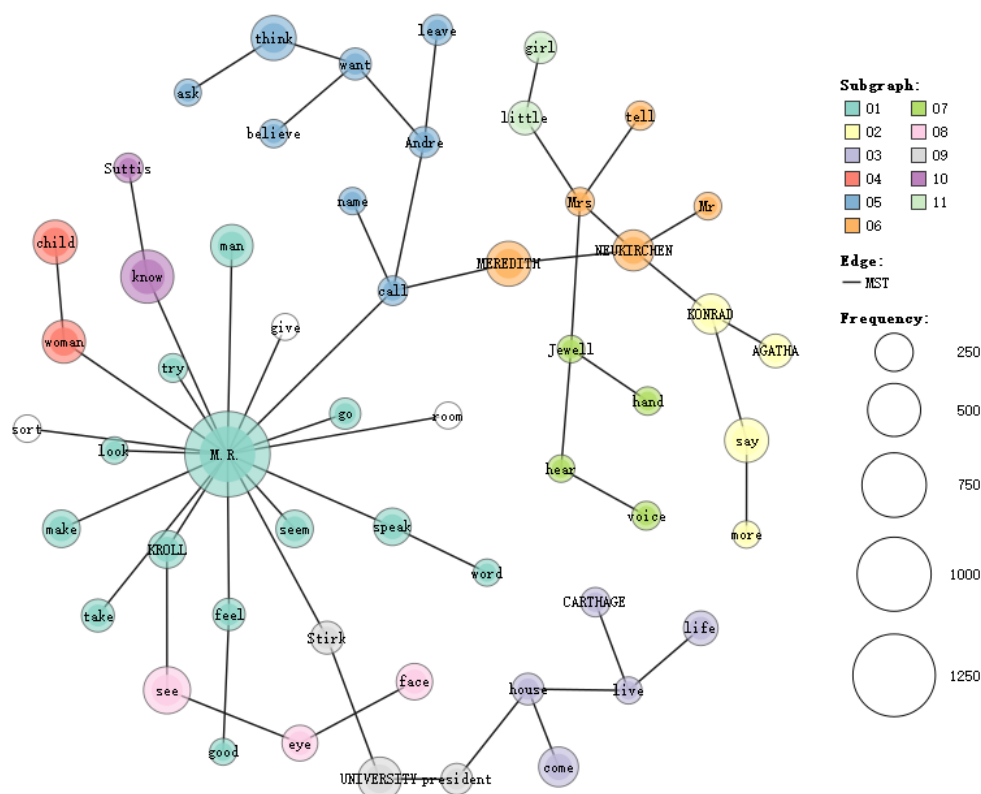 think
leave
want
girl
ask
believe
Andre
little
tell
Suttis
name
Mrs
Mr
child
man
know
MEREDITH
NEUKIRCHEN
call
woman
give
KONRAD
try
Jewell
AGATHA
sort
look
M.R.
go
room
hand
say
hear
make
KROLL
seem
speak
voice
more
word
take
feel
Stirk
CARTHAGE
life
see
face
house
live
good
eye
UNIVERSITY
president
come
Subgraph:
01 07
02 08
03 09
04 10
05 11
06
Edge:
MST
Frequency:
250
500
750
1000
1250